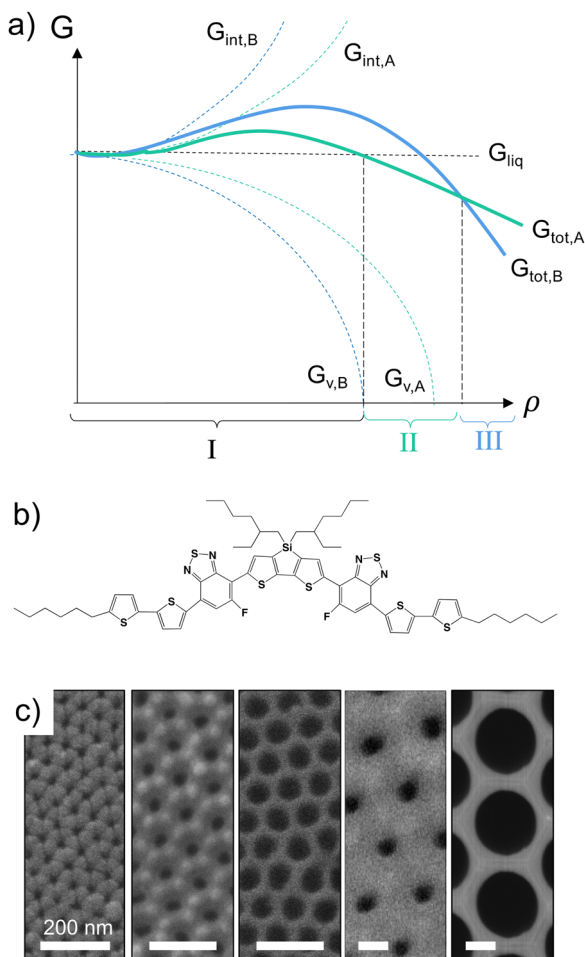 a)
G
G_int,B
G_int,A
G_liq
G_tot,A
G_tot,B
G_v,B
G_v,A
ρ
I
II
III
b)
Si
S
N
N
S
S
F
S
S
N
N
S
F
S
S
c)
200 nm